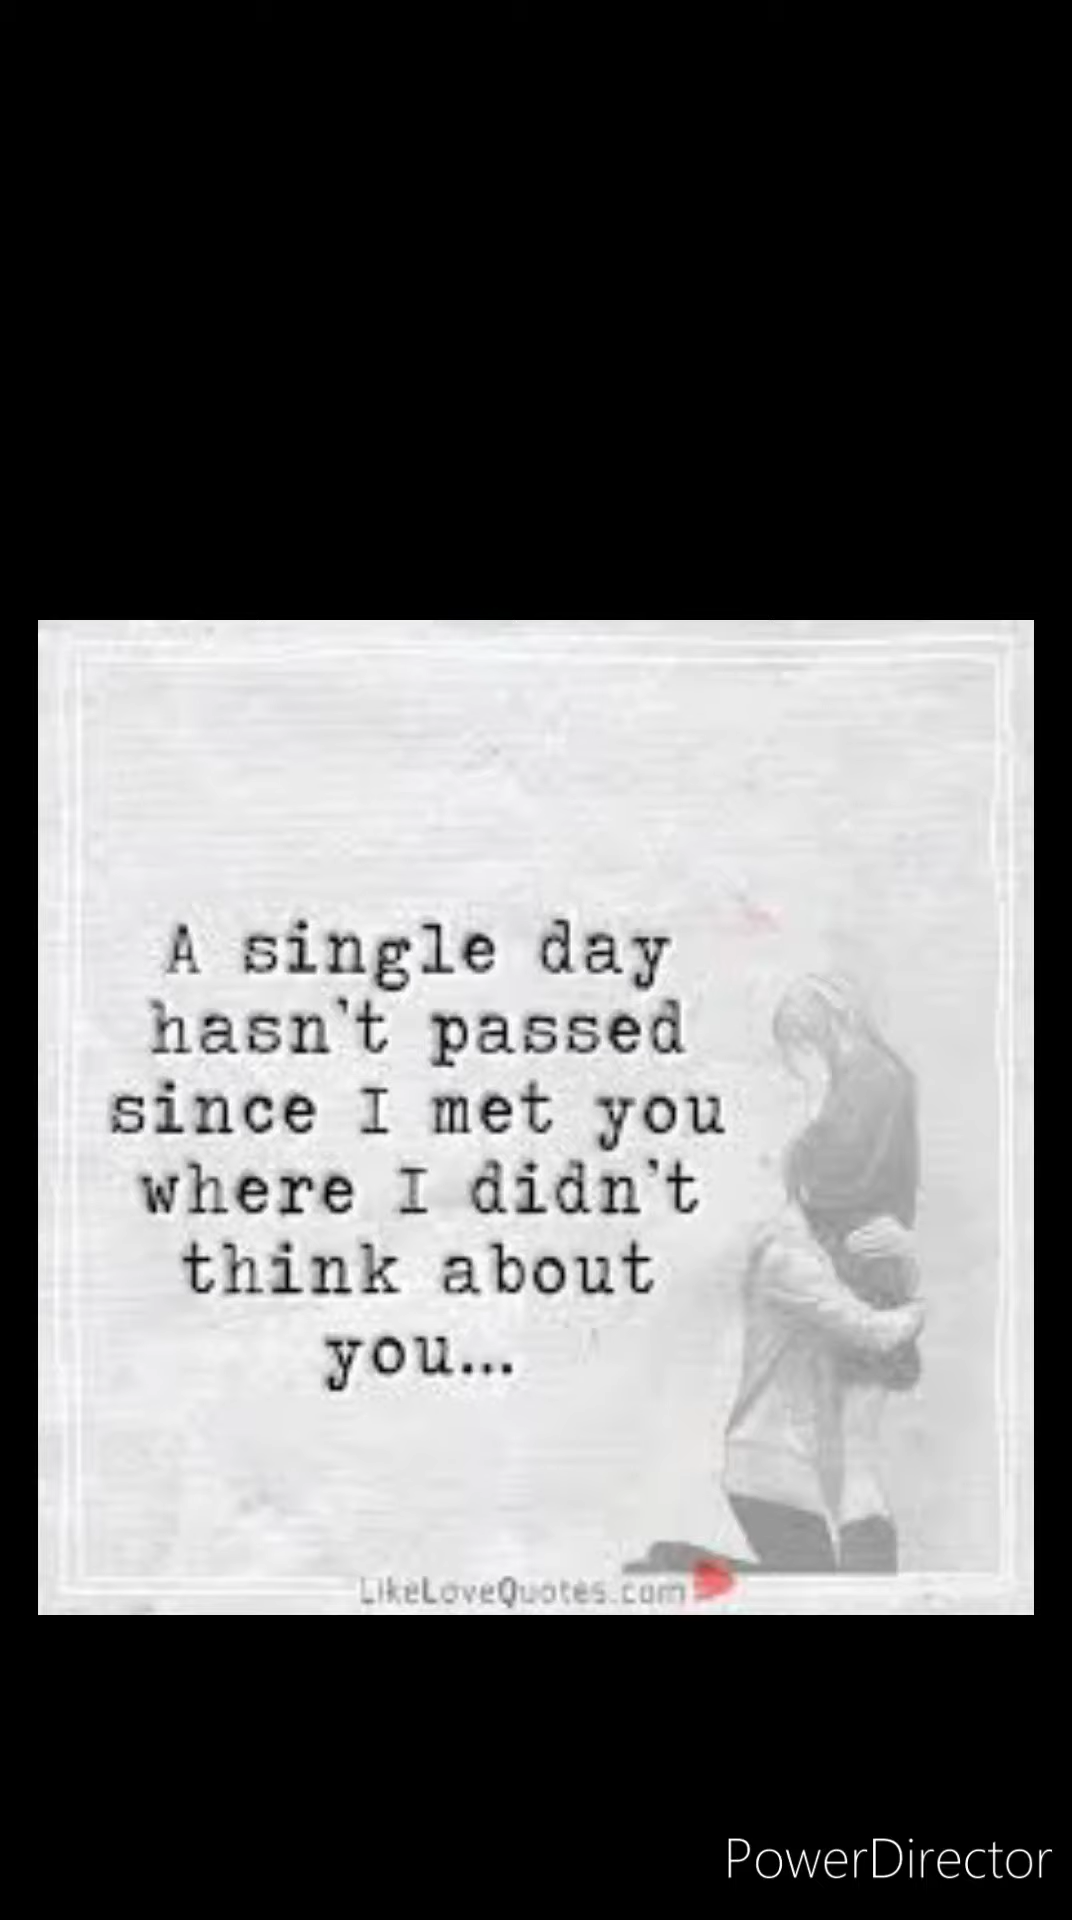 A single day
hasn't passed
since I met you
where I didn't
think about
you...
LikeLoveQuotes.com
PowerDirector